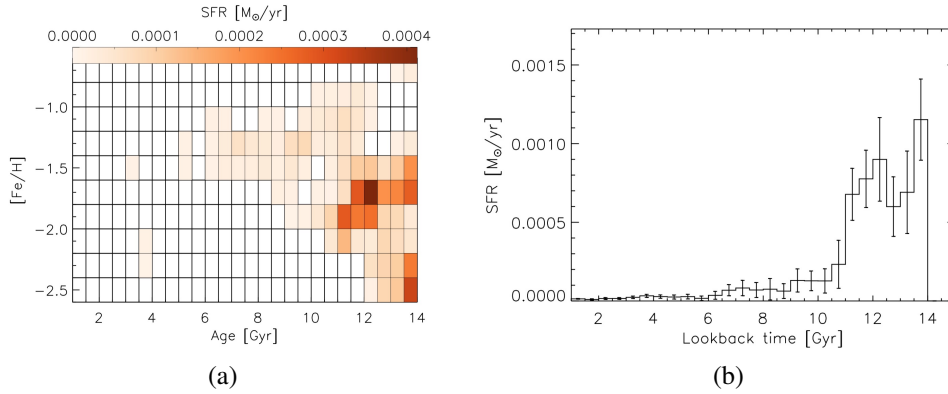 SFR [M☉/yr]
0.0000 0.0001 0.0002 0.0003 0.0004
[Fe/H]
−1.0
−1.5
−2.0
−2.5
2 4 6 8 10 12 14
Age [Gyr]
(a)
SFR [M☉/yr]
0.0015
0.0010
0.0005
0.0000
2 4 6 8 10 12 14
Lookback time [Gyr]
(b)